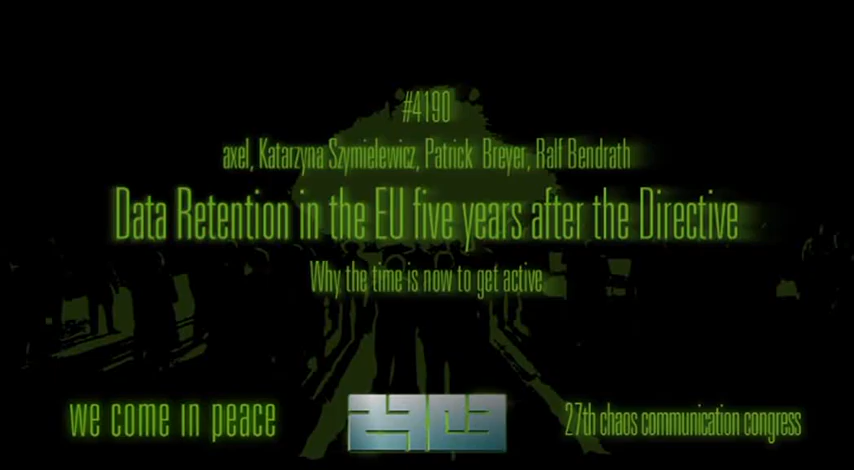 #4190
axel, Katarzyna Szymielewicz, Patrick Breyer, Ralf Bendrath
Data Retention in the EU five years after the Directive
Why the time is now to get active
we come in peace
27c3
27th chaos communication congress